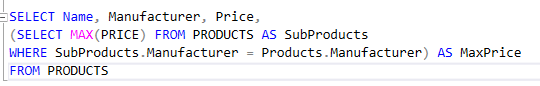 SELECT Name, Manufacturer, Price,
(SELECT MAX(PRICE) FROM PRODUCTS AS SubProducts
WHERE SubProducts.Manufacturer = Products.Manufacturer) AS MaxPrice
FROM PRODUCTS